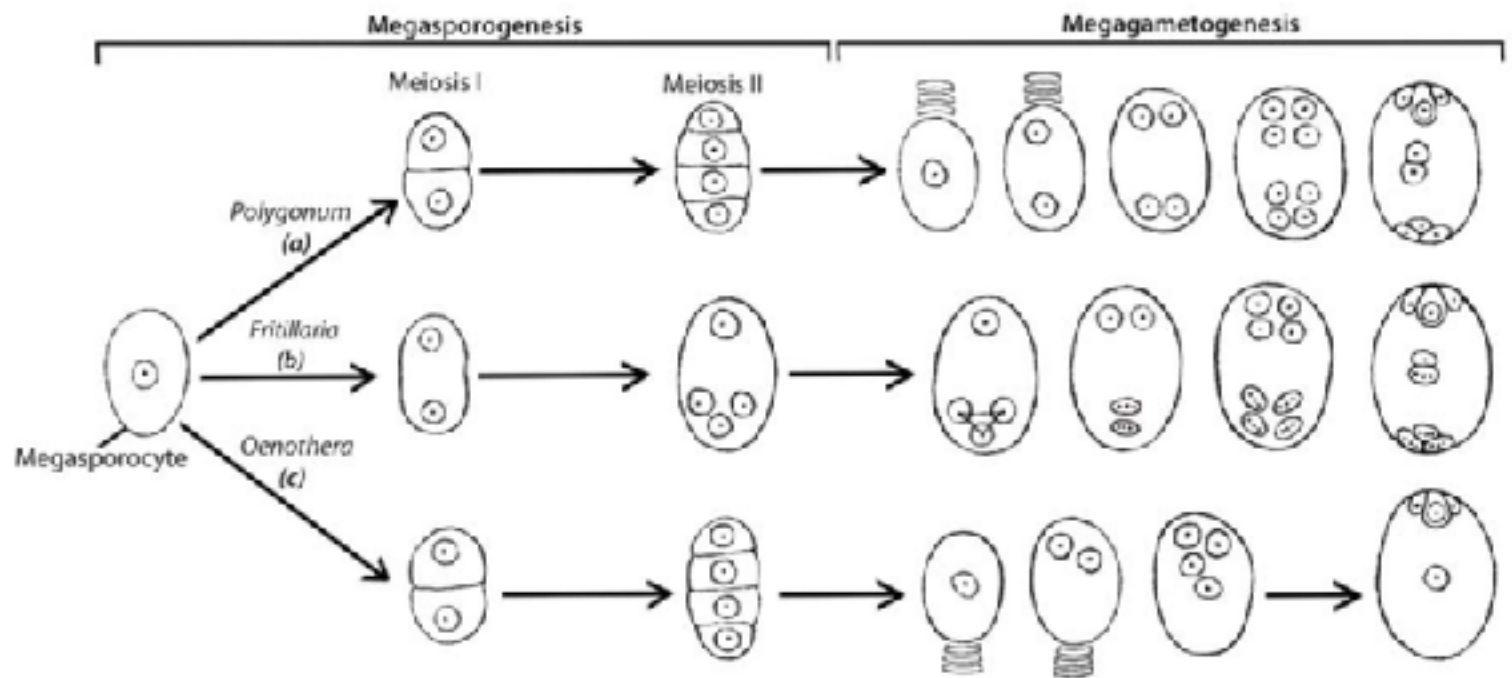 Megasporogenesis
Megagametogenesis
Meiosis I
Meiosis II
Polygonum
(a)
Fritillaria
(b)
Oenothera
(c)
Megasporocyte